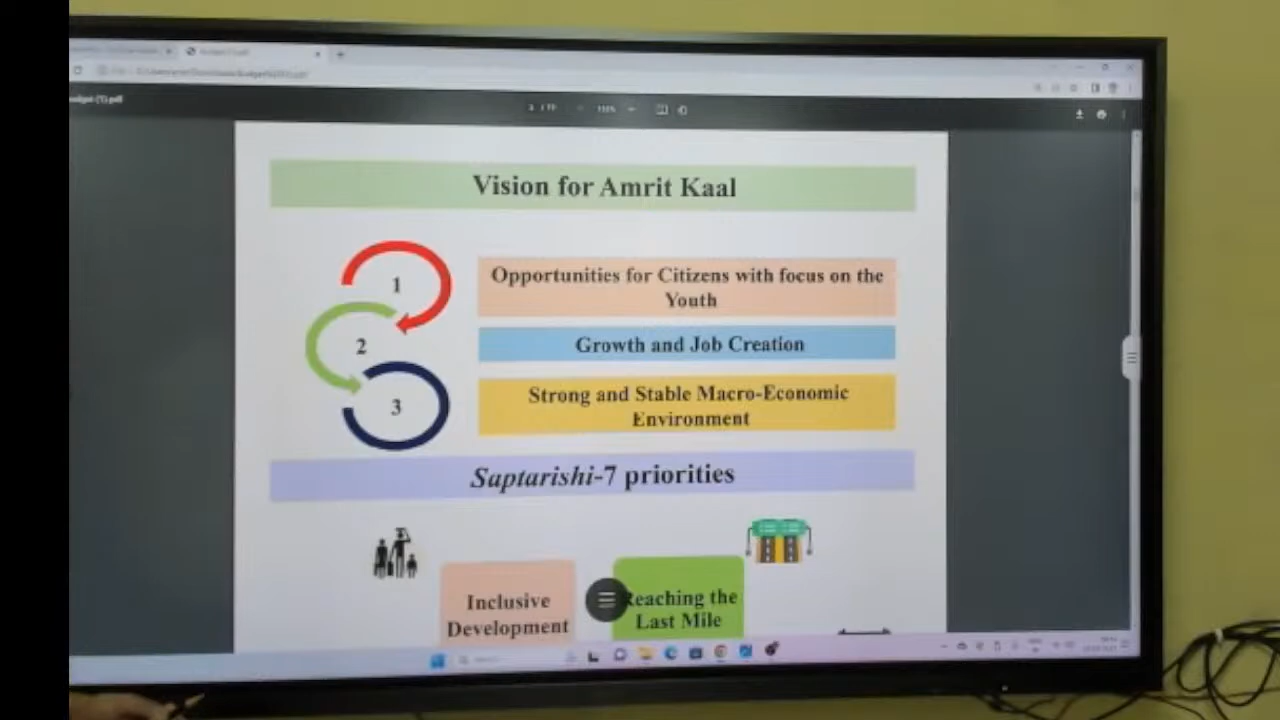 Vision for Amrit Kaal
1
Opportunities for Citizens with focus on the
Youth
2
Growth and Job Creation
3
Strong and Stable Macro-Economic
Environment
Saptarishi-7 priorities
Inclusive
Development
Reaching the
Last Mile